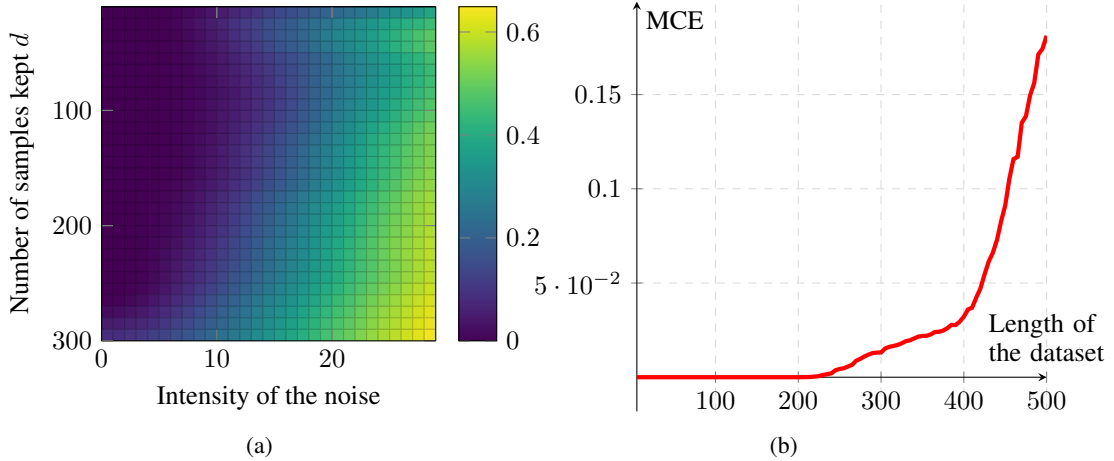 Number of samples kept d
100
200
300
0
10
20
Intensity of the noise
0.6
0.4
0.2
0
(a)
MCE
0.15
0.1
5 · 10⁻²
100
200
300
400
500
Length of
the dataset
(b)